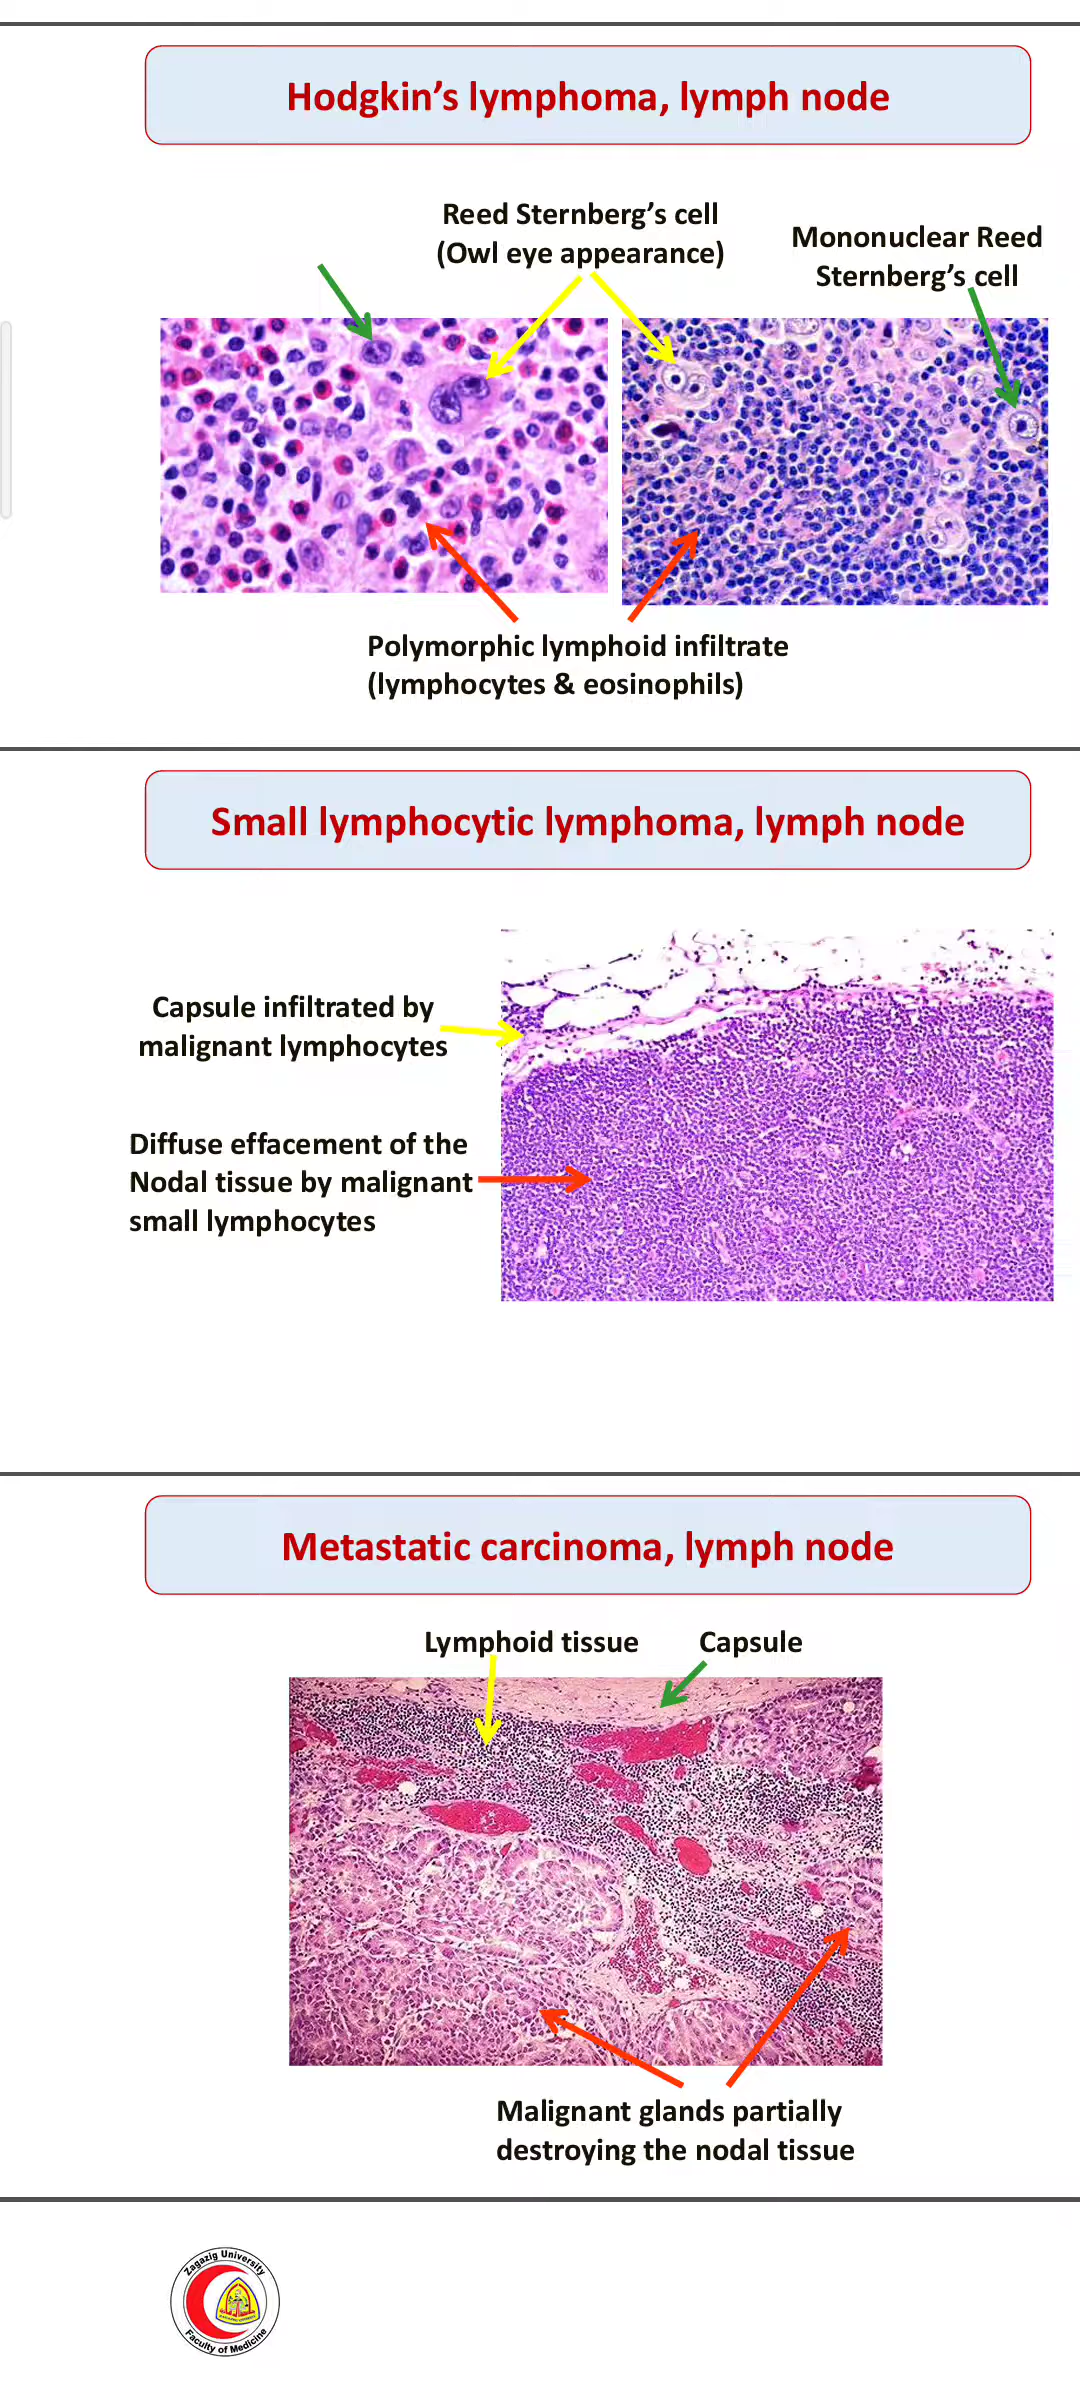 Hodgkin’s lymphoma, lymph node
Reed Sternberg’s cell
(Owl eye appearance)
Mononuclear Reed
Sternberg’s cell
Polymorphic lymphoid infiltrate
(lymphocytes & eosinophils)
Small lymphocytic lymphoma, lymph node
Capsule infiltrated by
malignant lymphocytes
Diffuse effacement of the
Nodal tissue by malignant
small lymphocytes
Metastatic carcinoma, lymph node
Lymphoid tissue
Capsule
Malignant glands partially
destroying the nodal tissue
Zagazig University
Faculty of Medicine